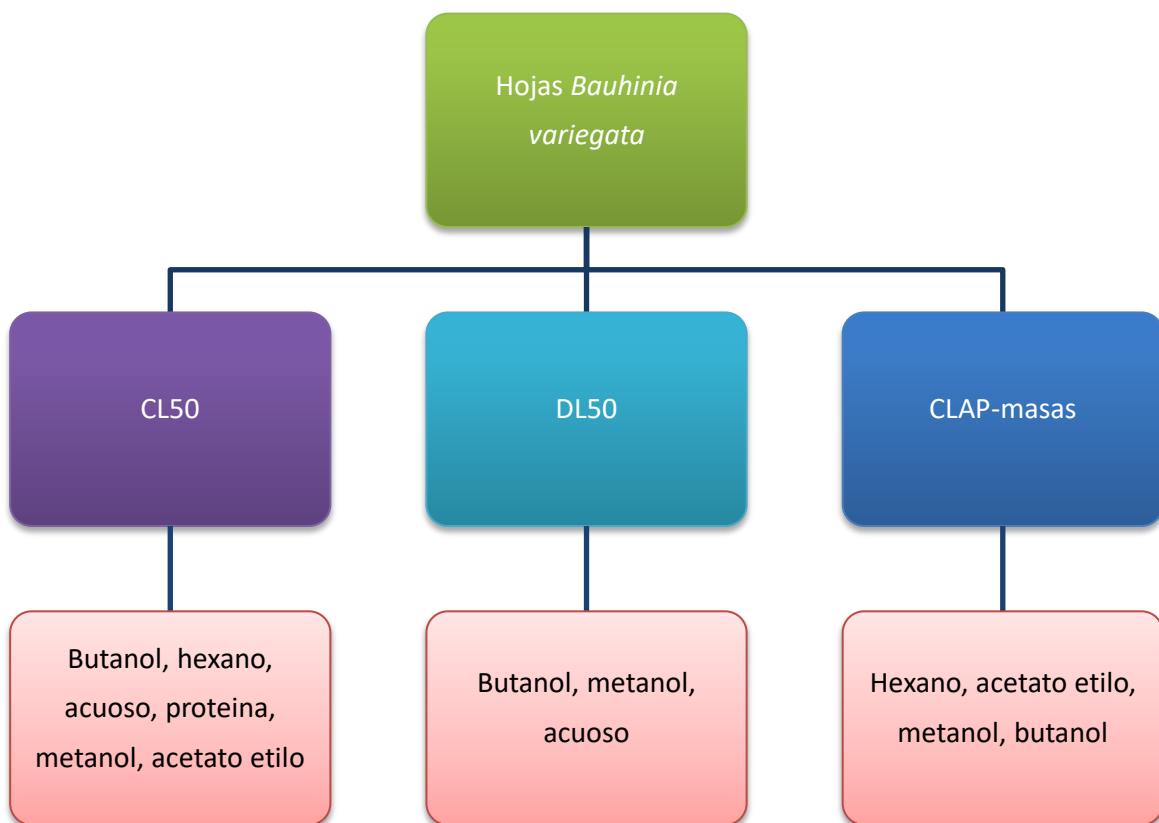 Hojas Bauhinia
variegata
CL50
DL50
CLAP-masas
Butanol, hexano,
acuoso, proteina,
metanol, acetato etilo
Butanol, metanol,
acuoso
Hexano, acetato etilo,
metanol, butanol